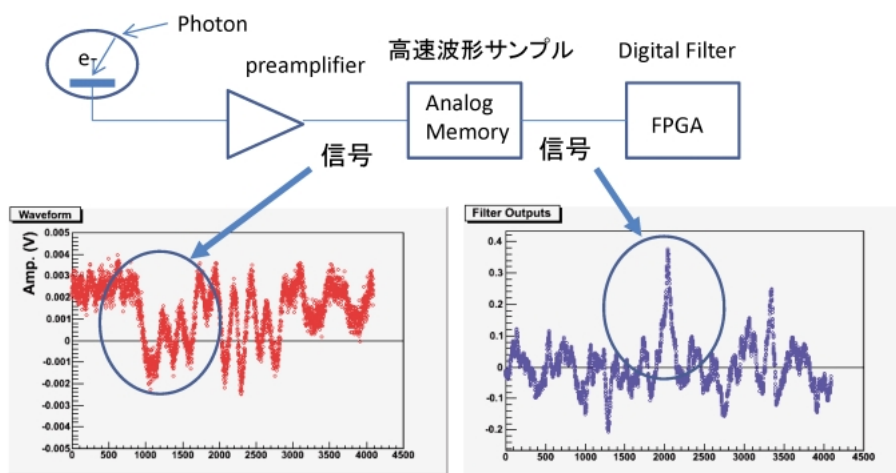 Photon
e-
preamplifier
高速波形サンプル
Digital Filter
Analog
Memory
FPGA
信号
信号
Waveform
Amp. (V)
0.005
0.004
0.003
0.002
0.001
0
-0.001
-0.002
-0.003
-0.004
-0.005
0 500 1000 1500 2000 2500 3000 3500 4000 4500
Filter Outputs
0.4
0.3
0.2
0.1
0
-0.1
-0.2
0 500 1000 1500 2000 2500 3000 3500 4000 4500